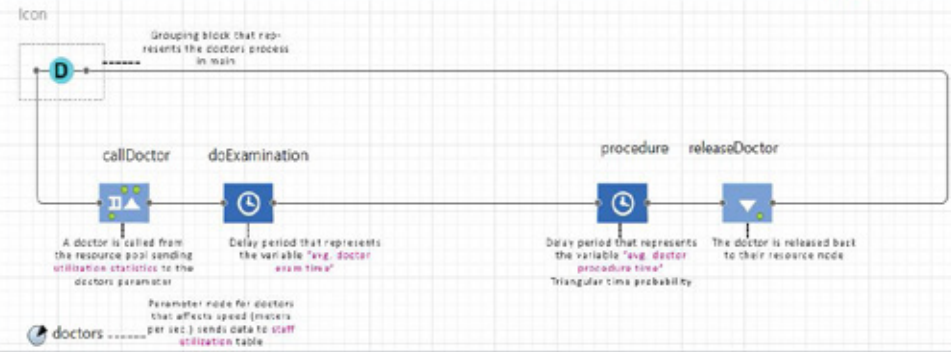 Icon
Grouping block that rep-
resents the doctors process
in main
D
callDoctor
doExamination
procedure
releaseDoctor
A doctor is called from
the resource pool sending
utilization statistics to the
doctors parameter
Delay period that represents
the variable "avg. doctor
exam time"
Delay period that represents
the variable "avg. doctor
procedure time"
Triangular time probability
The doctor is released back
to their resource node
doctors
Parameter node for doctors
that affects speed (meters
per sec.) sends data to staff
utilization table